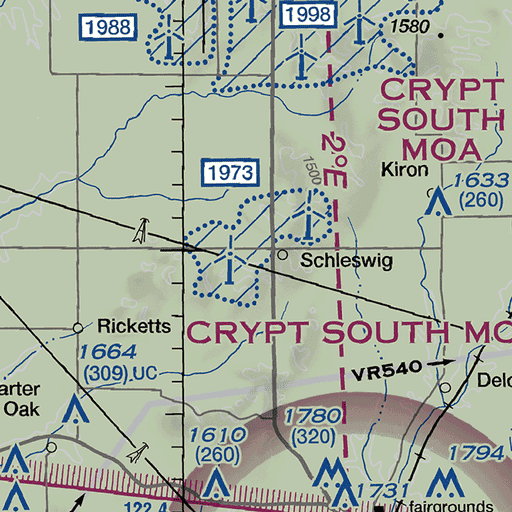 1988
1998
1580
CRYPT
SOUTH
MOA
2°E
1500
1973
Kiron
1633
(260)
Schleswig
Ricketts
CRYPT SOUTH MO
1664
(309) UC
VR540
arter
Oak
Delo
1780
(320)
1610
(260)
1794
1731
fairgrounds
122.4